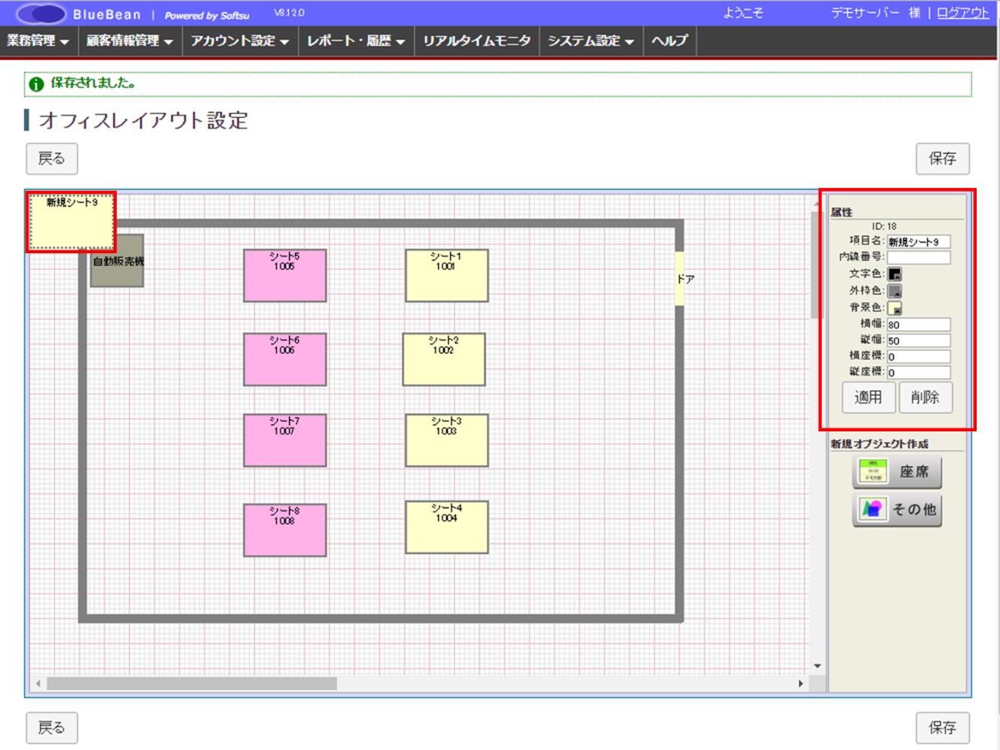 BlueBean | Powered by Softsu V8.12.0 ようこそ デモサーバー 様 | ログアウト
業務管理 顧客情報管理 アカウント設定 レポート・履歴 リアルタイムモニタ システム設定 ヘルプ
保存されました。
オフィスレイアウト設定
戻る 保存
新規シート9
自動販売機
シート5
1005
シート1
1001
ドア
シート6
1006
シート2
1002
シート7
1007
シート3
1003
シート8
1008
シート4
1004
属性
ID: 18
項目名: 新規シート9
内線番号:
文字色:
外枠色:
背景色:
横幅: 80
縦幅: 50
横座標: 0
縦座標: 0
適用 削除
新規オブジェクト作成
座席
その他
戻る 保存